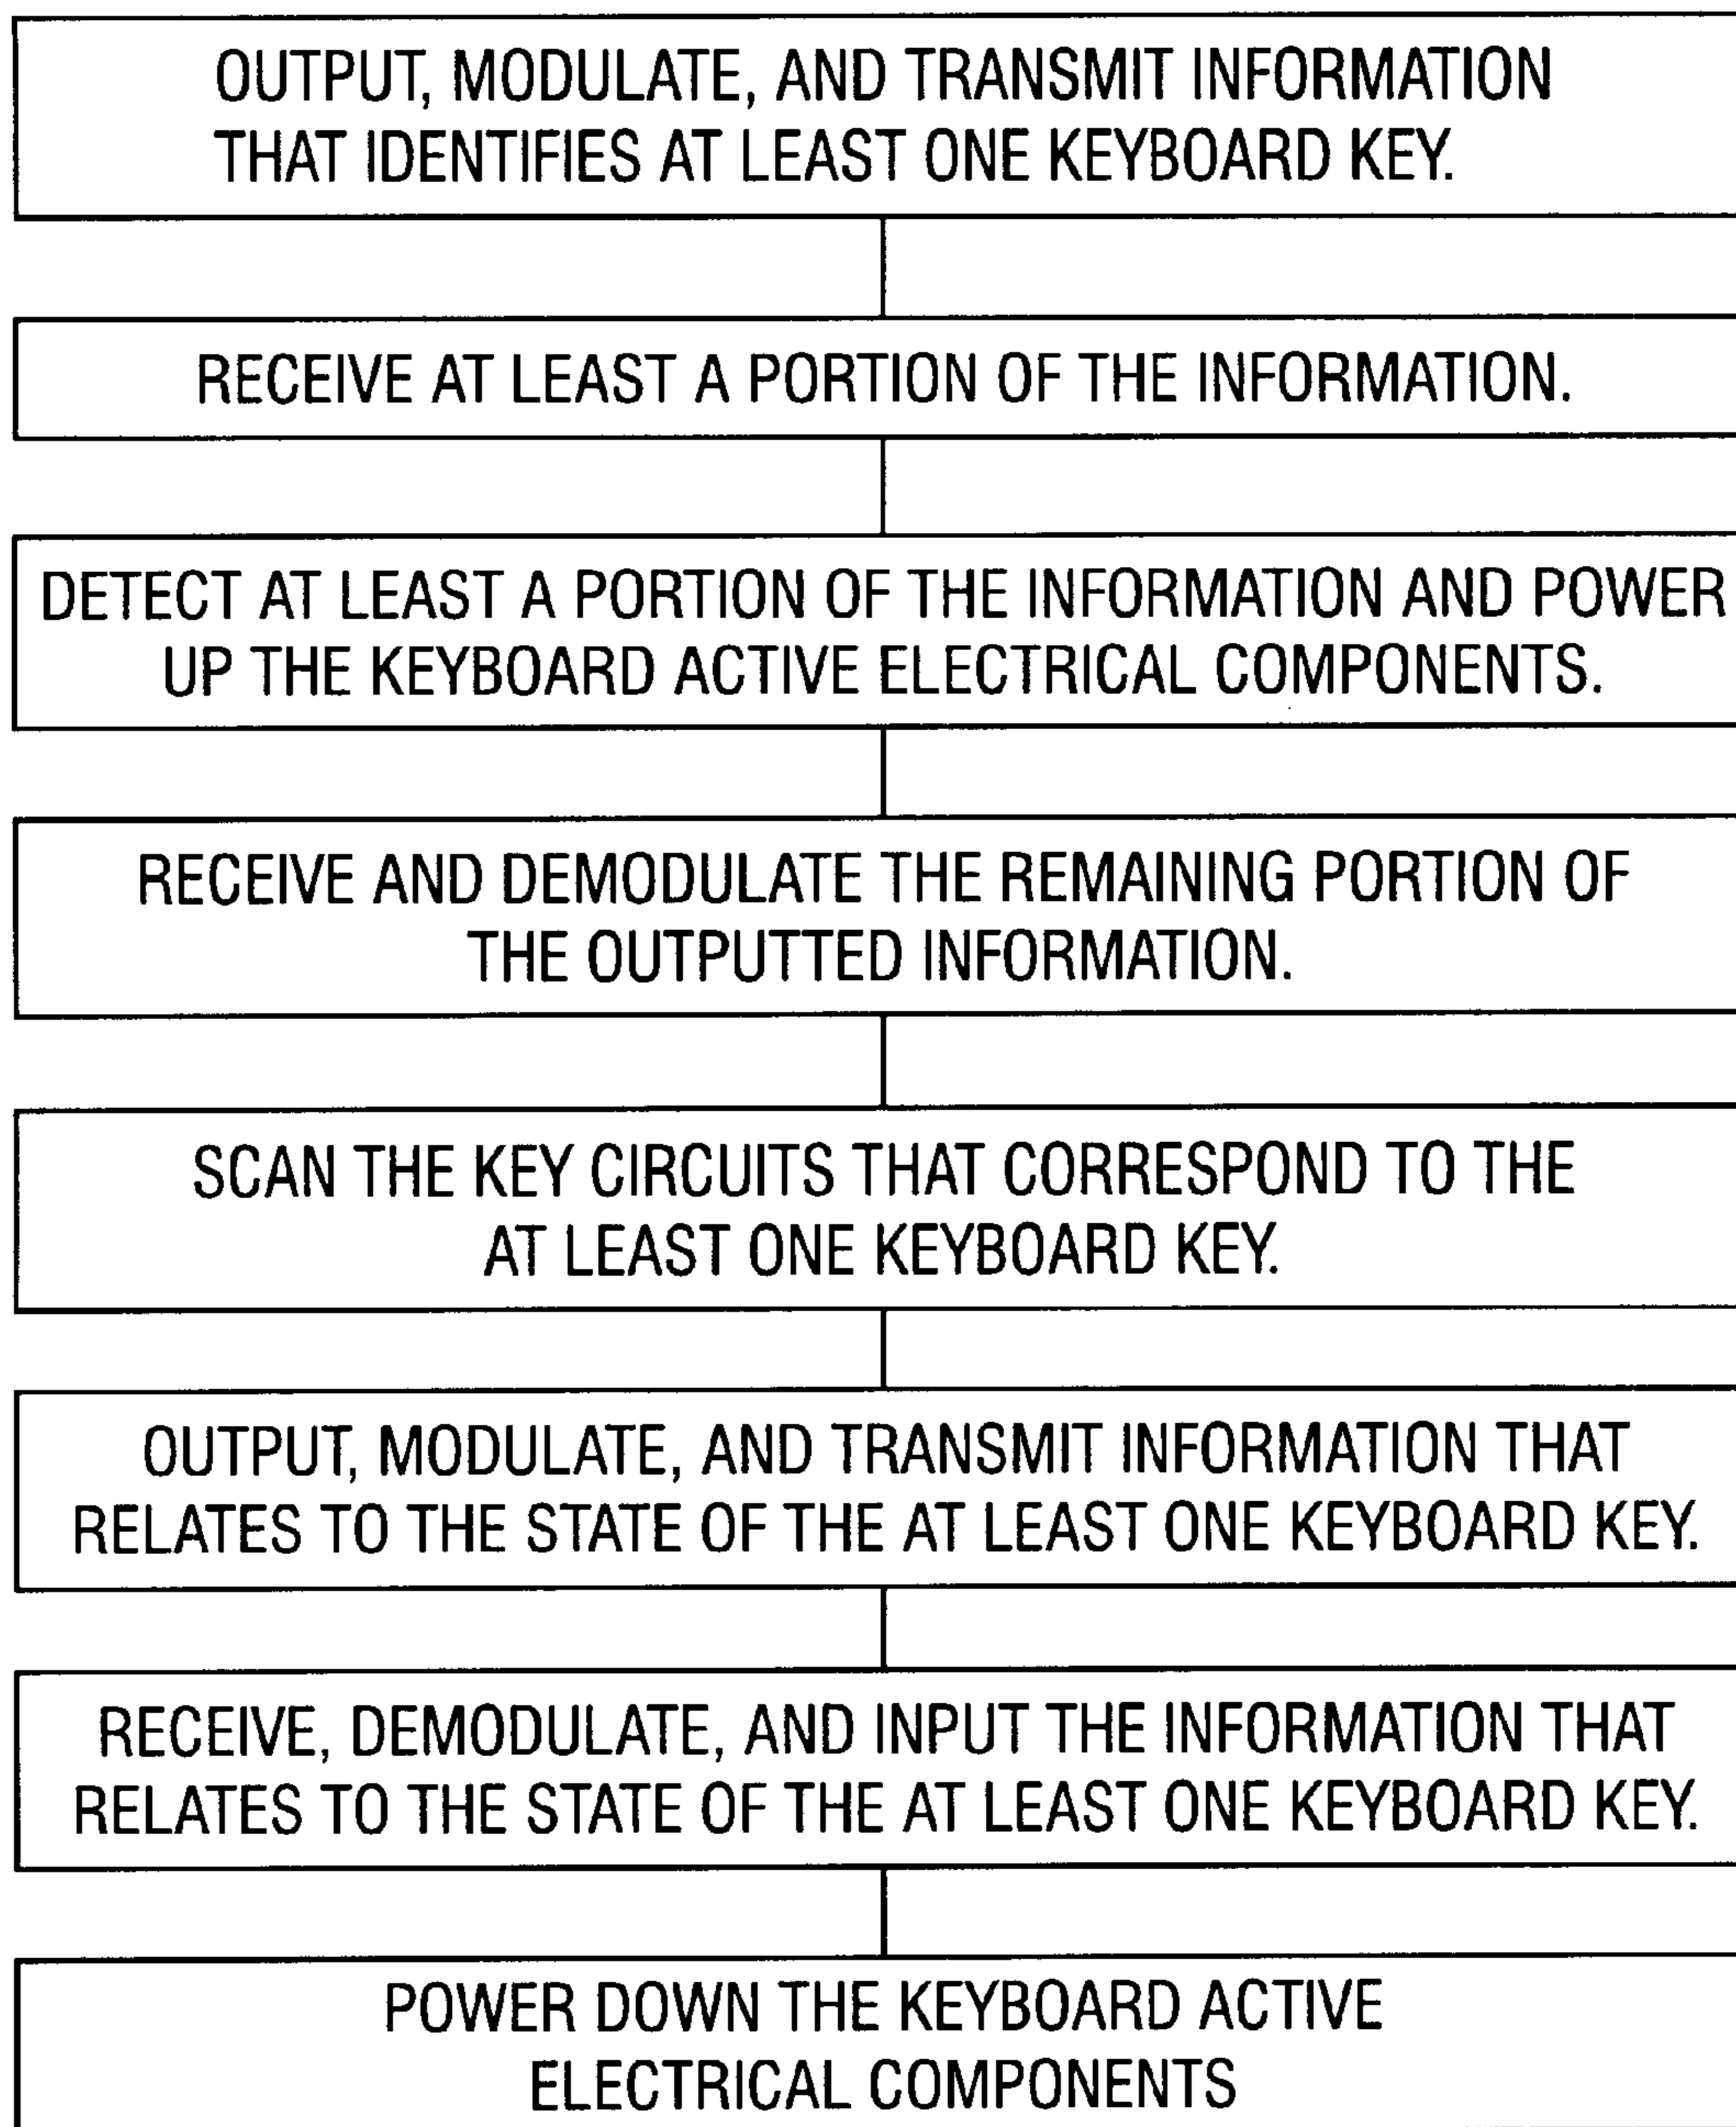 OUTPUT, MODULATE, AND TRANSMIT INFORMATION
THAT IDENTIFIES AT LEAST ONE KEYBOARD KEY.
RECEIVE AT LEAST A PORTION OF THE INFORMATION.
DETECT AT LEAST A PORTION OF THE INFORMATION AND POWER
UP THE KEYBOARD ACTIVE ELECTRICAL COMPONENTS.
RECEIVE AND DEMODULATE THE REMAINING PORTION OF
THE OUTPUTTED INFORMATION.
SCAN THE KEY CIRCUITS THAT CORRESPOND TO THE
AT LEAST ONE KEYBOARD KEY.
OUTPUT, MODULATE, AND TRANSMIT INFORMATION THAT
RELATES TO THE STATE OF THE AT LEAST ONE KEYBOARD KEY.
RECEIVE, DEMODULATE, AND INPUT THE INFORMATION THAT
RELATES TO THE STATE OF THE AT LEAST ONE KEYBOARD KEY.
POWER DOWN THE KEYBOARD ACTIVE
ELECTRICAL COMPONENTS